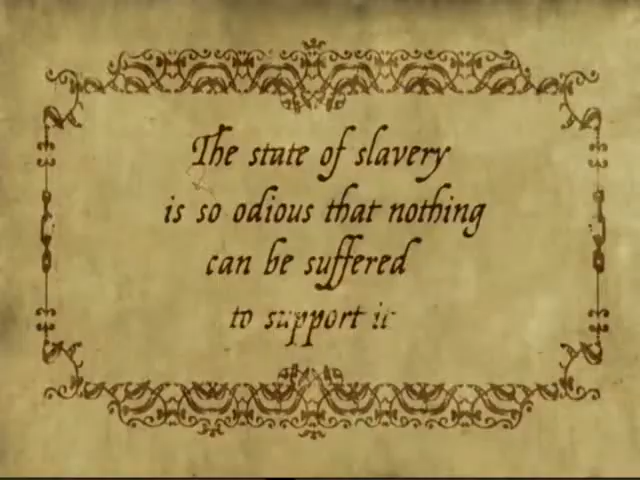 The state of slavery
is so odious that nothing
can be suffered
to support it